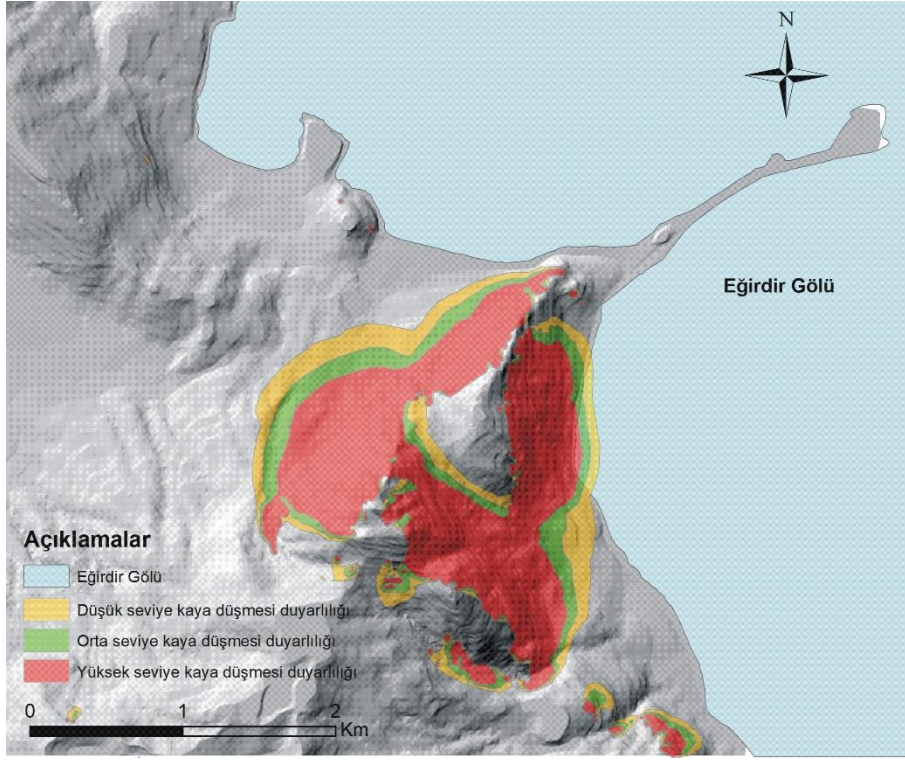 N
Eğirdir Gölü
Açıklamalar
Eğirdir Gölü
Düşük seviye kaya düşmesi duyarlılığı
Orta seviye kaya düşmesi duyarlılığı
Yüksek seviye kaya düşmesi duyarlılığı
0 1 2
Km